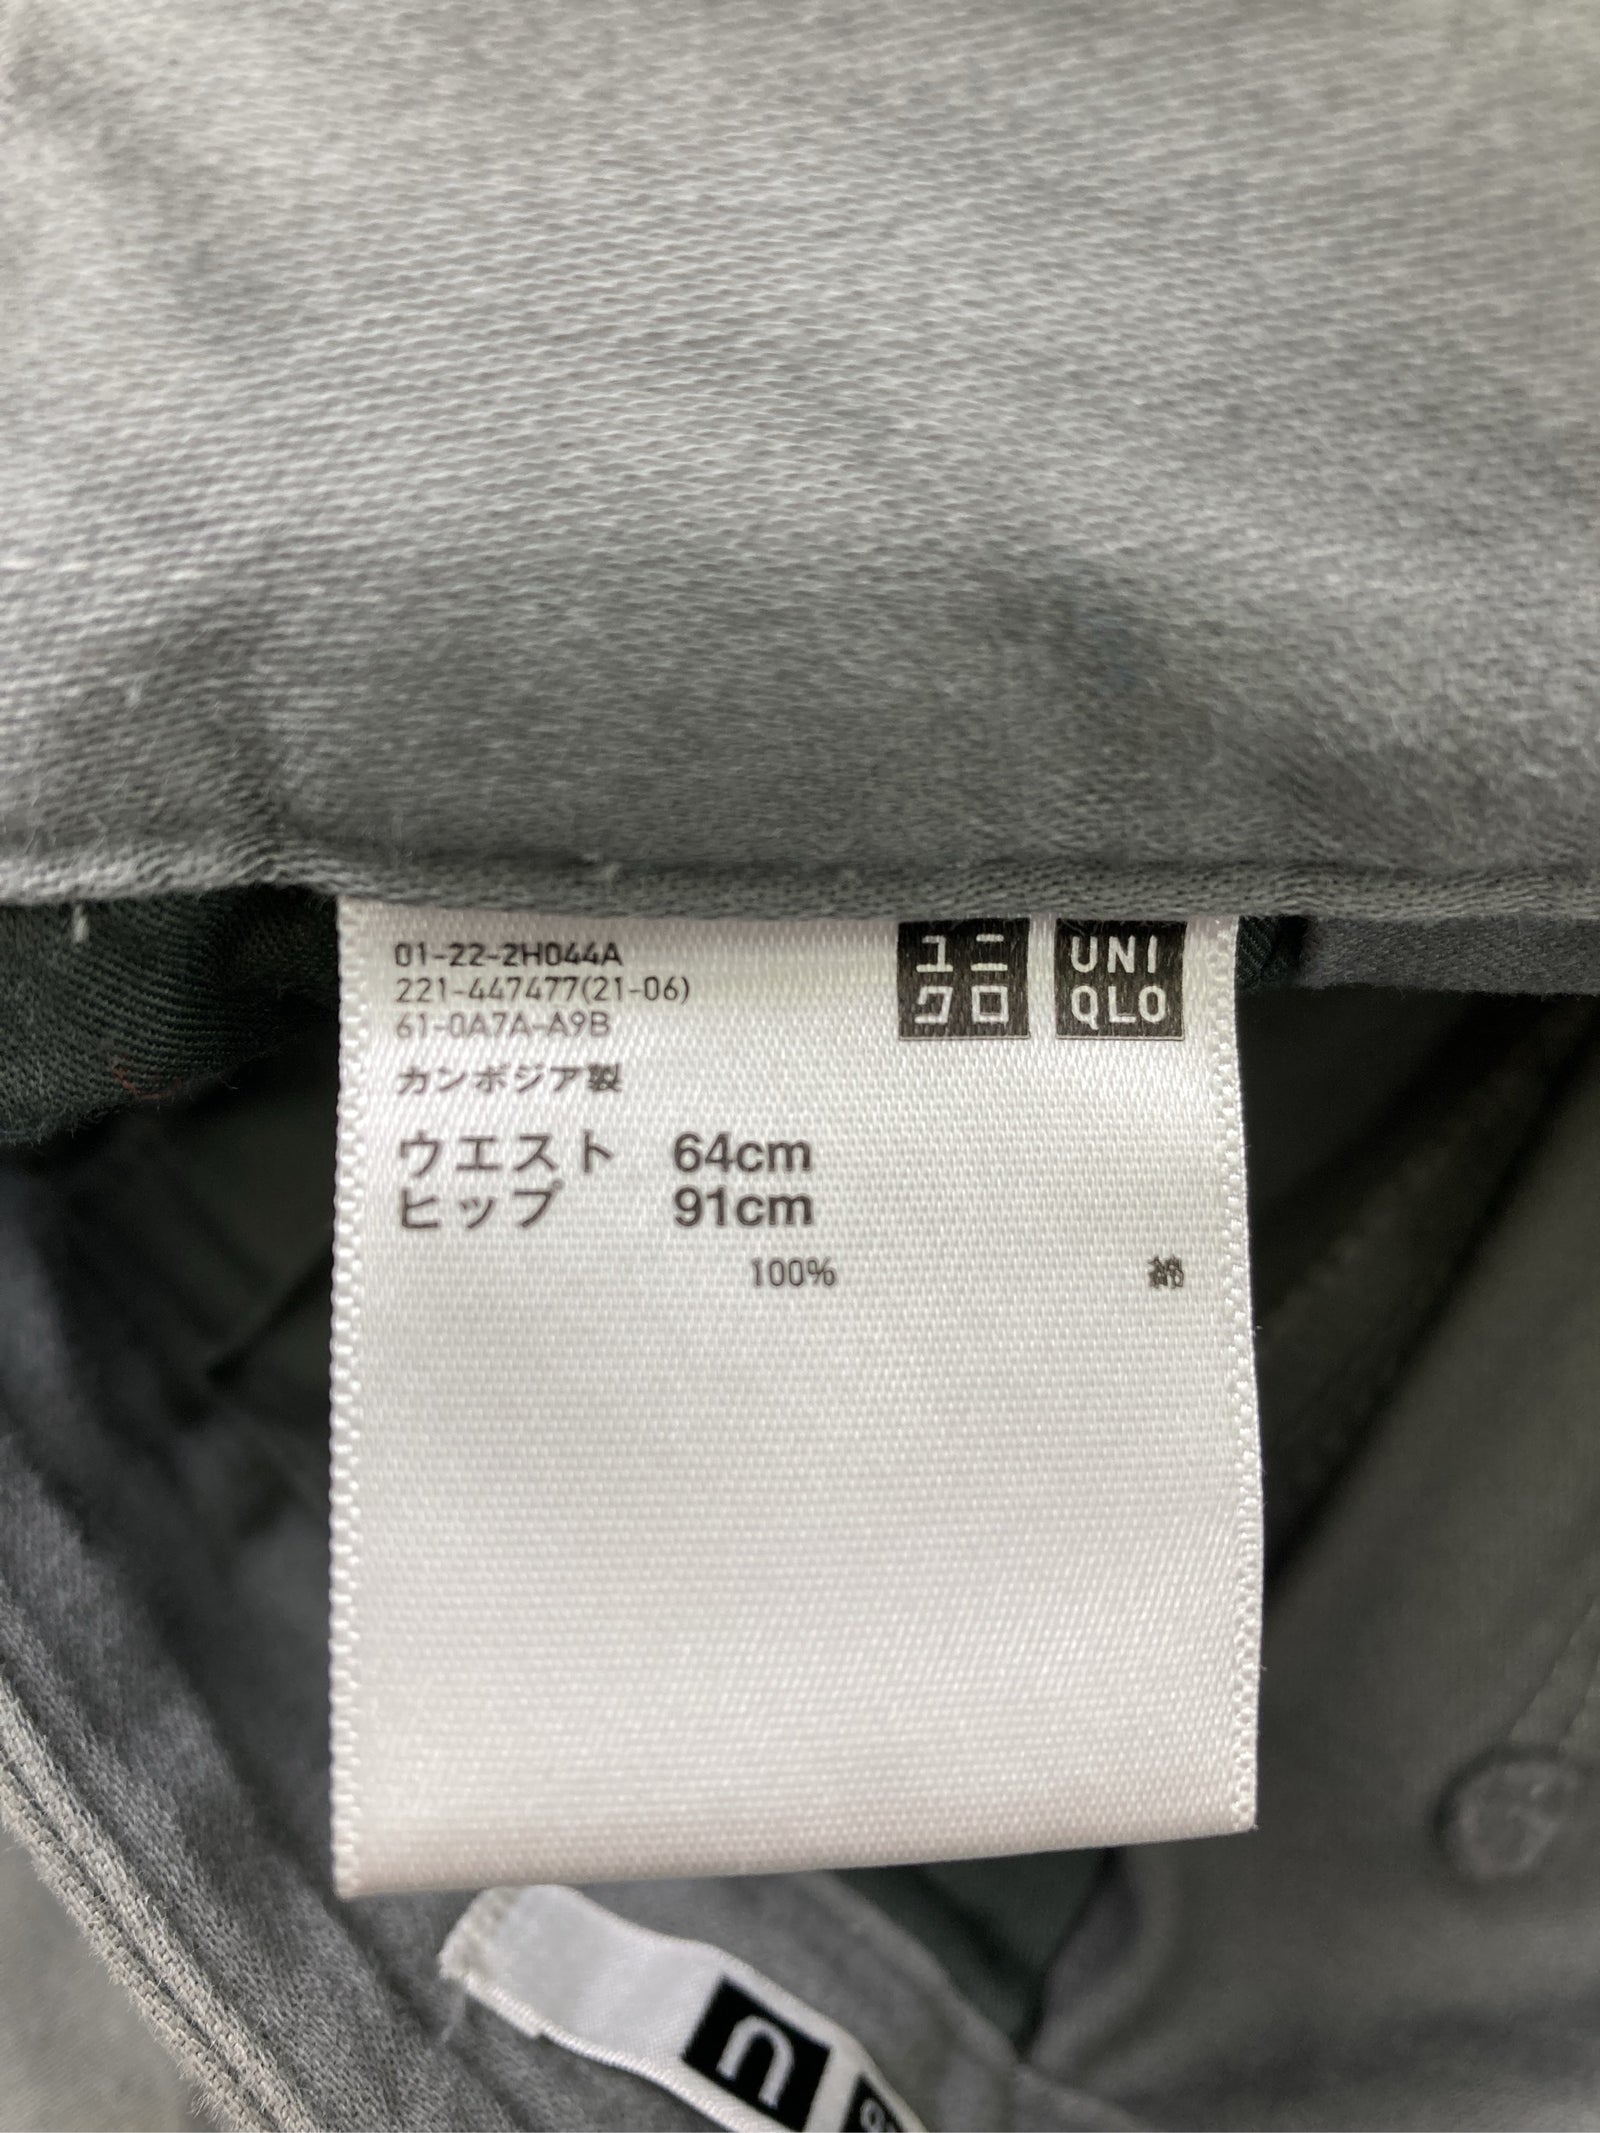 01-22-2H044A
221-447477(21-06)
61-0A7A-A9B
ユニ
クロ
UNI
QLO
カンボジア製
ウエスト 64cm
ヒップ 91cm
100% 綿
U